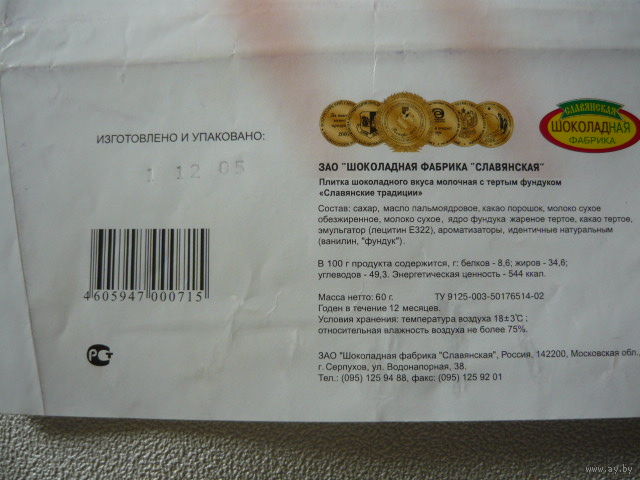 ИЗГОТОВЛЕНО И УПАКОВАНО:
1 12 05
4605947 000715
СЛАВЯНСКАЯ
ШОКОЛАДНАЯ
ФАБРИКА
ЗАО "ШОКОЛАДНАЯ ФАБРИКА "СЛАВЯНСКАЯ"
Плитка шоколадного вкуса молочная с тертым фундуком
«Славянские традиции»
Состав: сахар, масло пальмоядровое, какао порошок, молоко сухое
обезжиренное, молоко сухое, ядро фундука жареное тертое, какао тертое,
эмульгатор (лецитин Е322), ароматизаторы, идентичные натуральным
(ванилин, "фундук").
В 100 г продукта содержится, г: белков - 8,6; жиров - 34,6;
углеводов - 49,3. Энергетическая ценность - 544 ккал.
Масса нетто: 60 г. ТУ 9125-003-50176514-02
Годен в течение 12 месяцев.
Условия хранения: температура воздуха 18±3°С ;
относительная влажность воздуха не более 75%.
ЗАО "Шоколадная фабрика "Славянская", Россия, 142200, Московская обл.,
г. Серпухов, ул. Водонапорная, 38.
Тел.: (095) 125 94 88, факс: (095) 125 92 01
www.ay.by